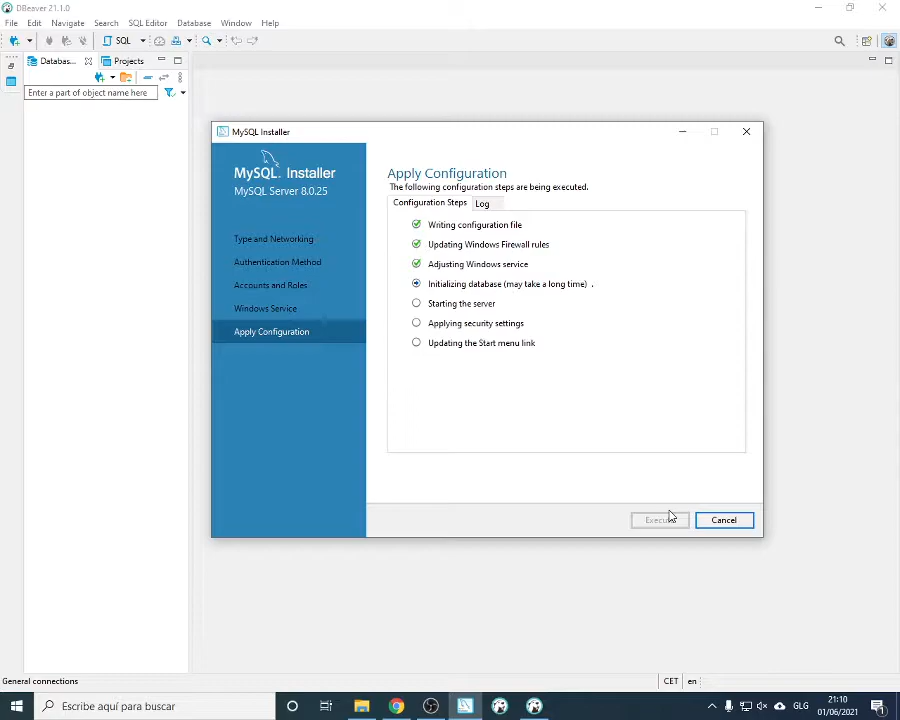 DBeaver 21.1.0
File Edit Navigate Search SQL Editor Database Window Help
SQL
Databas... Projects
Enter a part of object name here
MySQL Installer
MySQL. Installer
MySQL Server 8.0.25
Type and Networking
Authentication Method
Accounts and Roles
Windows Service
Apply Configuration
Apply Configuration
The following configuration steps are being executed.
Configuration Steps Log
Writing configuration file
Updating Windows Firewall rules
Adjusting Windows service
Initializing database (may take a long time) .
Starting the server
Applying security settings
Updating the Start menu link
Cancel
General connections
CET en
Escribe aquí para buscar
GLG
21:10
01/06/2021
1